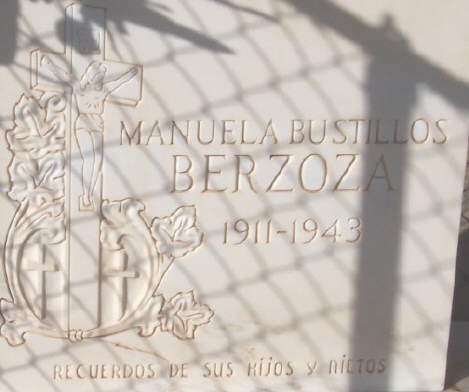 MANUELA BUSTILLOS
BERZOZA
1911-1943
RECUERDOS DE SUS HIJOS Y NIETOS